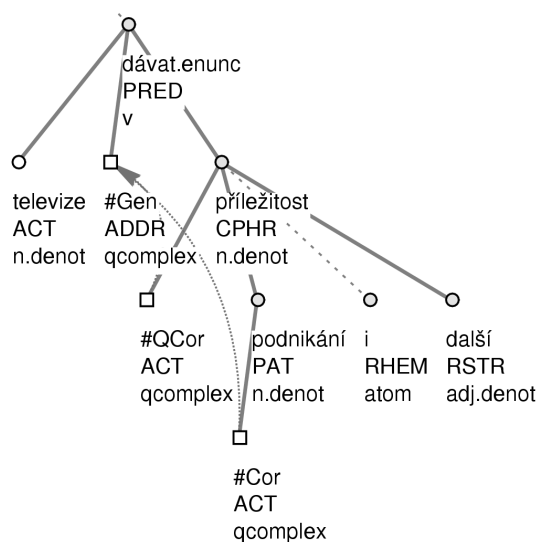 dávat.enunc
PRED
v
televize #Gen příležitost
ACT ADDR CPHR
n.denot qcomplex n.denot
#QCor podnikání i další
ACT PAT RHEM RSTR
qcomplex n.denot atom adj.denot
#Cor
ACT
qcomplex